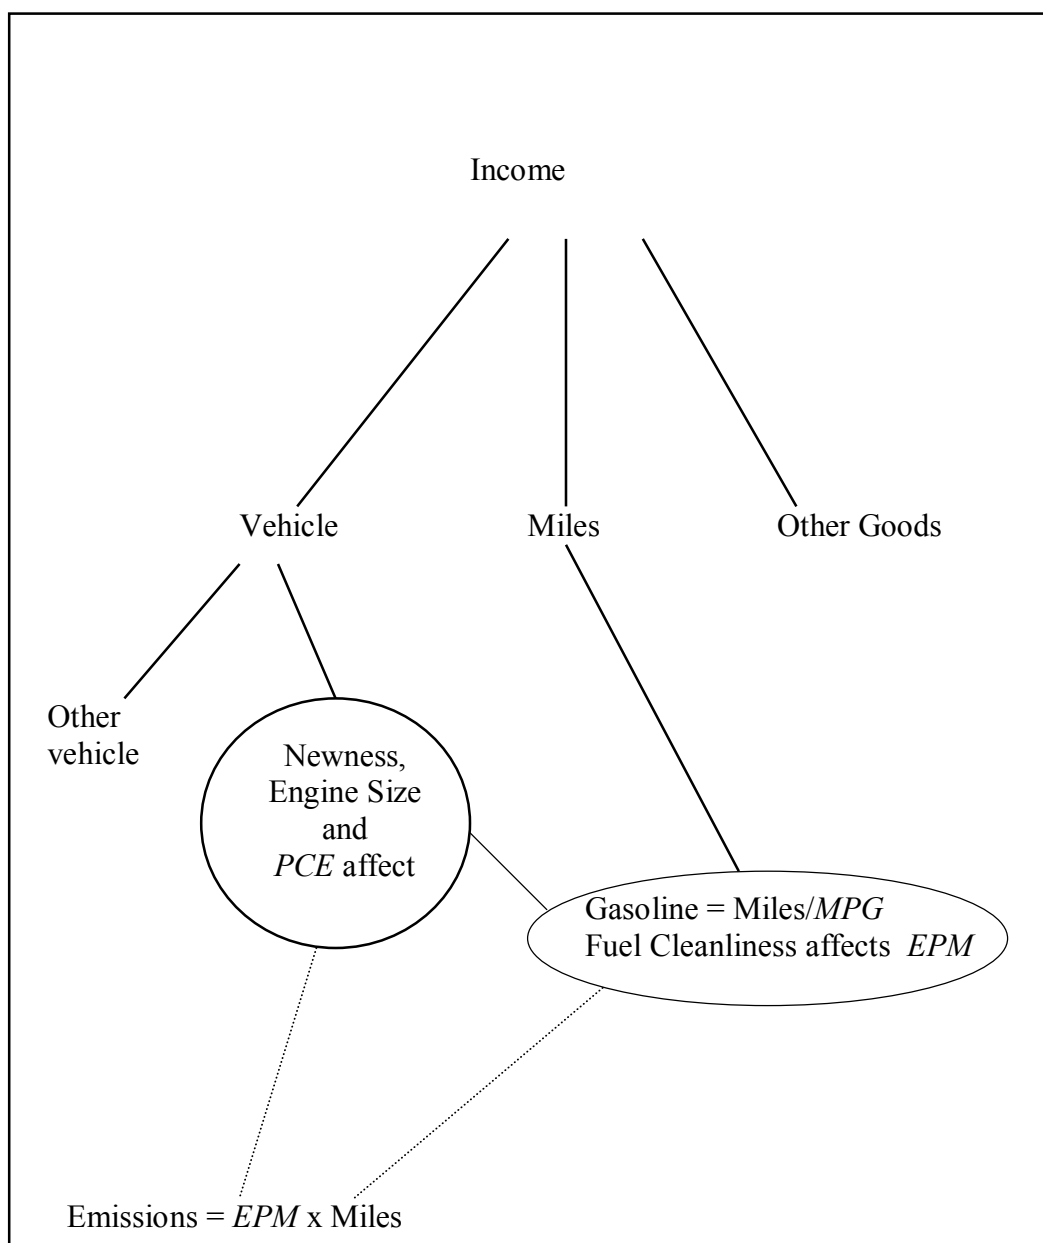 Income
Vehicle
Miles
Other Goods
Other
vehicle
Newness,
Engine Size
and
PCE affect
Gasoline = Miles/MPG
Fuel Cleanliness affects EPM
Emissions = EPM x Miles